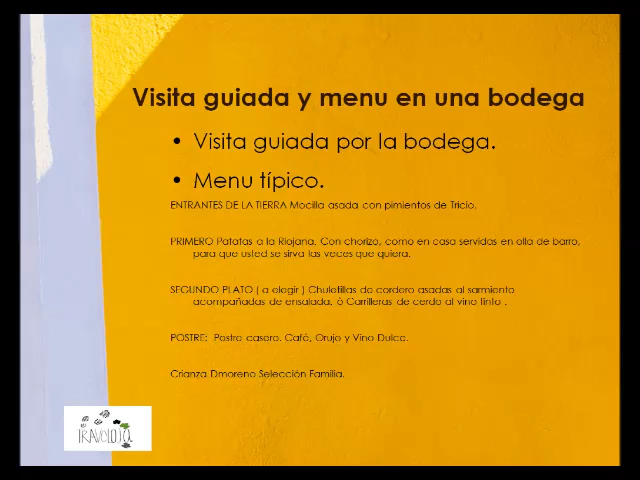 Visita guiada y menu en una bodega
• Visita guiada por la bodega.
• Menu típico.
ENTRANTES DE LA TIERRA Morcilla asada con pimientos de Tricio.
PRIMERO Patatas a la Riojana. Con chorizo, como en casa servidas en olla de barro,
para que usted se sirva las veces que quiera.
SEGUNDO PLATO ( a elegir ) Chuletillas de cordero asadas al sarmiento
acompañadas de ensalada, ò Carrilleras de cerdo al vino tinto .
POSTRE: Postre casero. Café, Orujo y Vino Dulce.
Crianza Dmoreno Selección Familia.
TRAVOLOJA